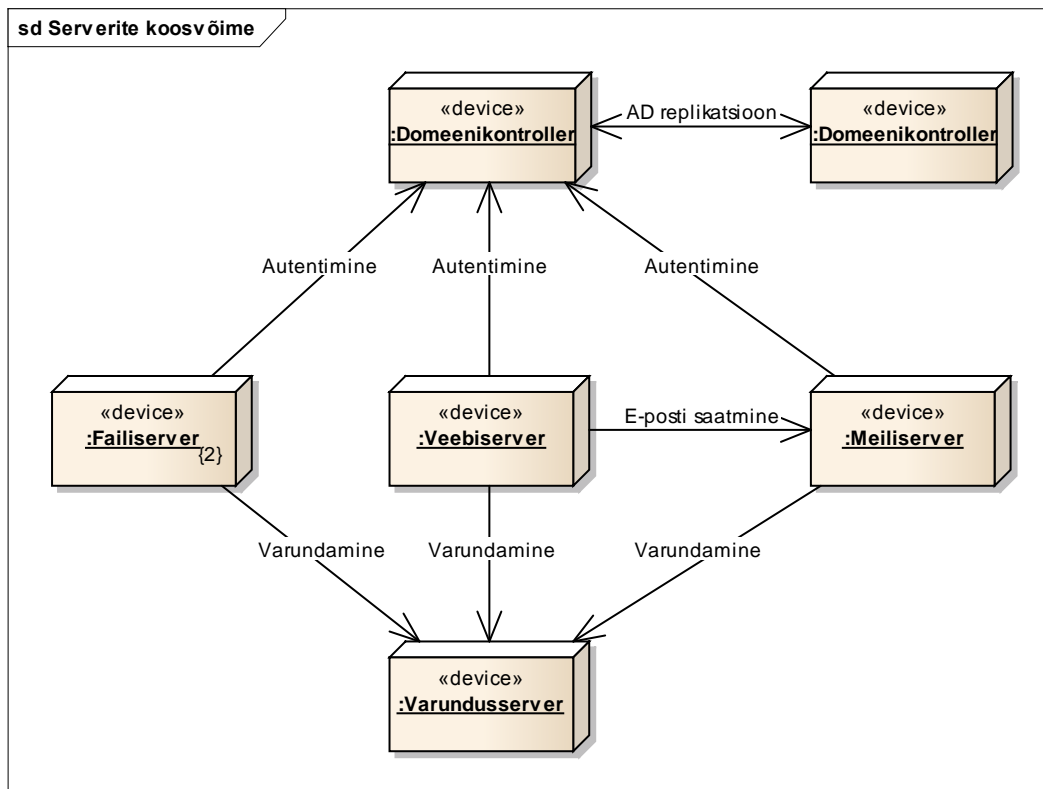 sd Serverite koosvõime
«device»
:Domeenikontroller
AD replikatsioon
«device»
:Domeenikontroller
Autentimine
Autentimine
Autentimine
«device»
:Failiserver
{2}
«device»
:Veebiserver
E-posti saatmine
«device»
:Meiliserver
Varundamine
Varundamine
Varundamine
«device»
:Varundusserver